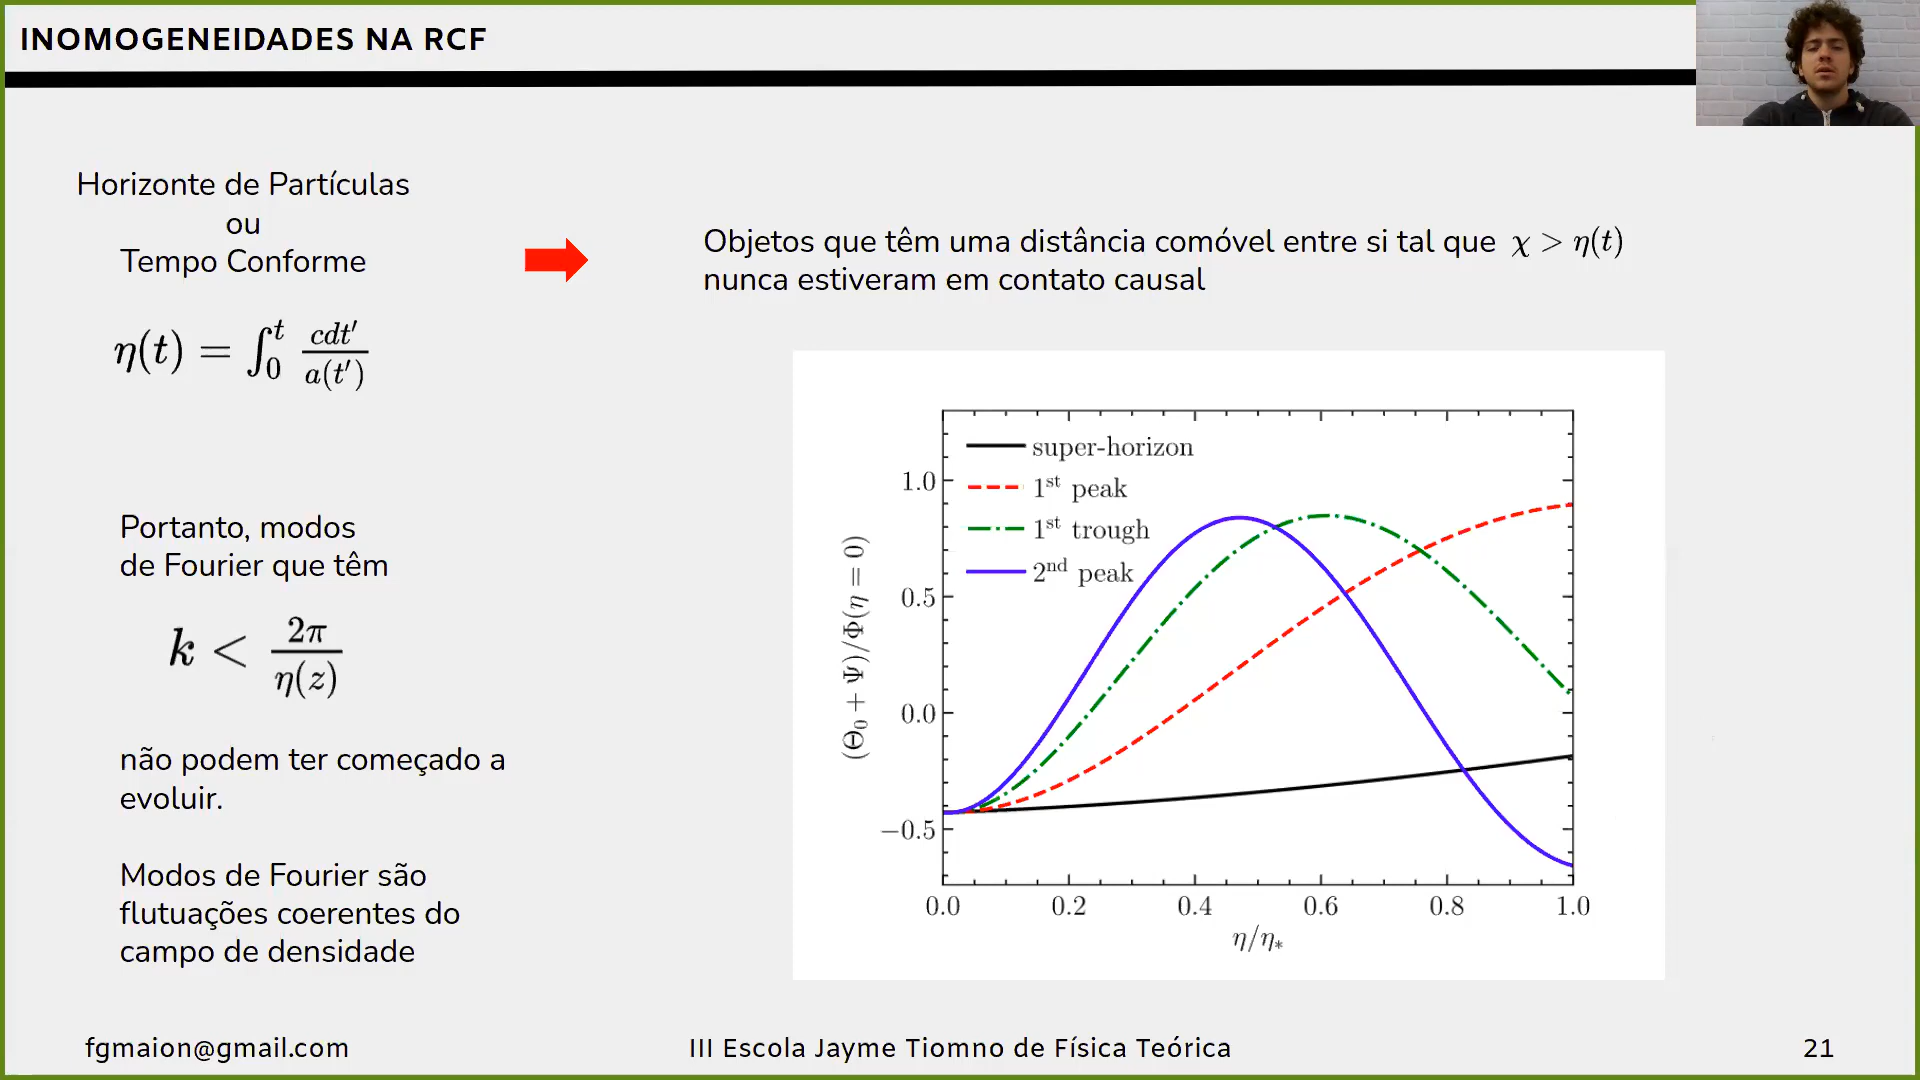 INOMOGENEIDADES NA RCF
Horizonte de Partículas
ou
Tempo Conforme
η(t) = ∫₀ᵗ cdt′/a(t′)
Objetos que têm uma distância comóvel entre si tal que χ > η(t)
nunca estiveram em contato causal
Portanto, modos
de Fourier que têm
k < 2π/η(z)
não podem ter começado a
evoluir.
Modos de Fourier são
flutuações coerentes do
campo de densidade
super-horizon
1st peak
1st trough
2nd peak
(Θ₀ + Ψ)/Φ(η = 0)
1.0
0.5
0.0
−0.5
0.0 0.2 0.4 0.6 0.8 1.0
η/η*
fgmaion@gmail.com
III Escola Jayme Tiomno de Física Teórica
21